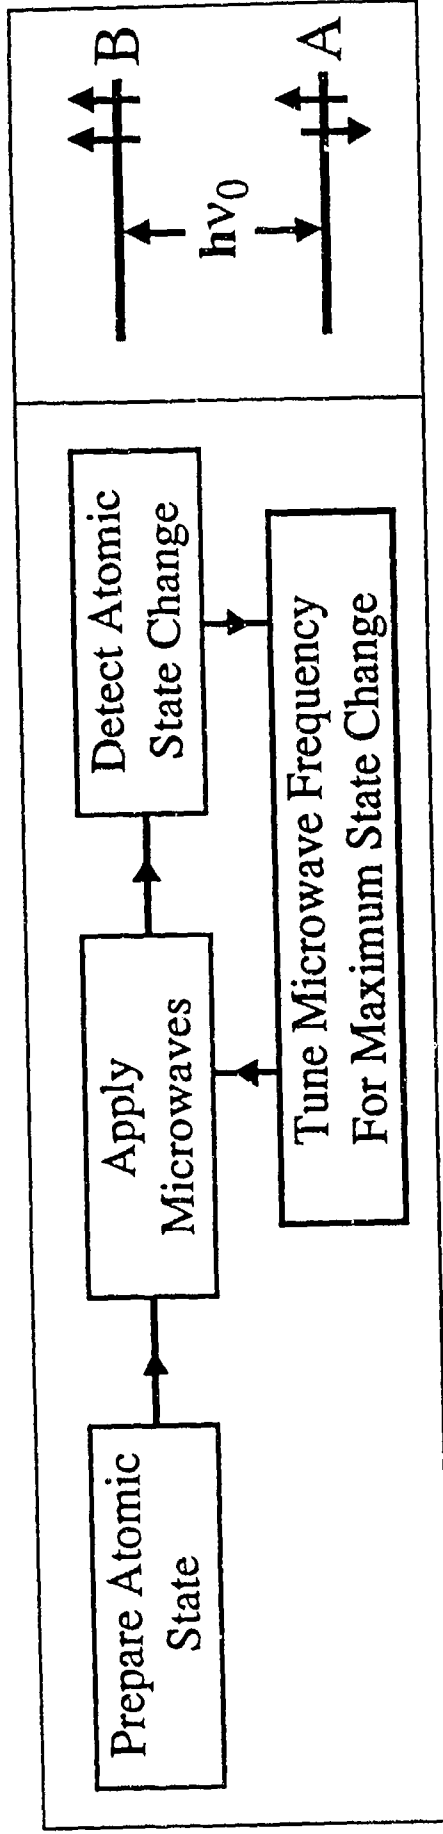 Prepare Atomic
State
Apply
Microwaves
Detect Atomic
State Change
Tune Microwave Frequency
For Maximum State Change
B
hν₀
A